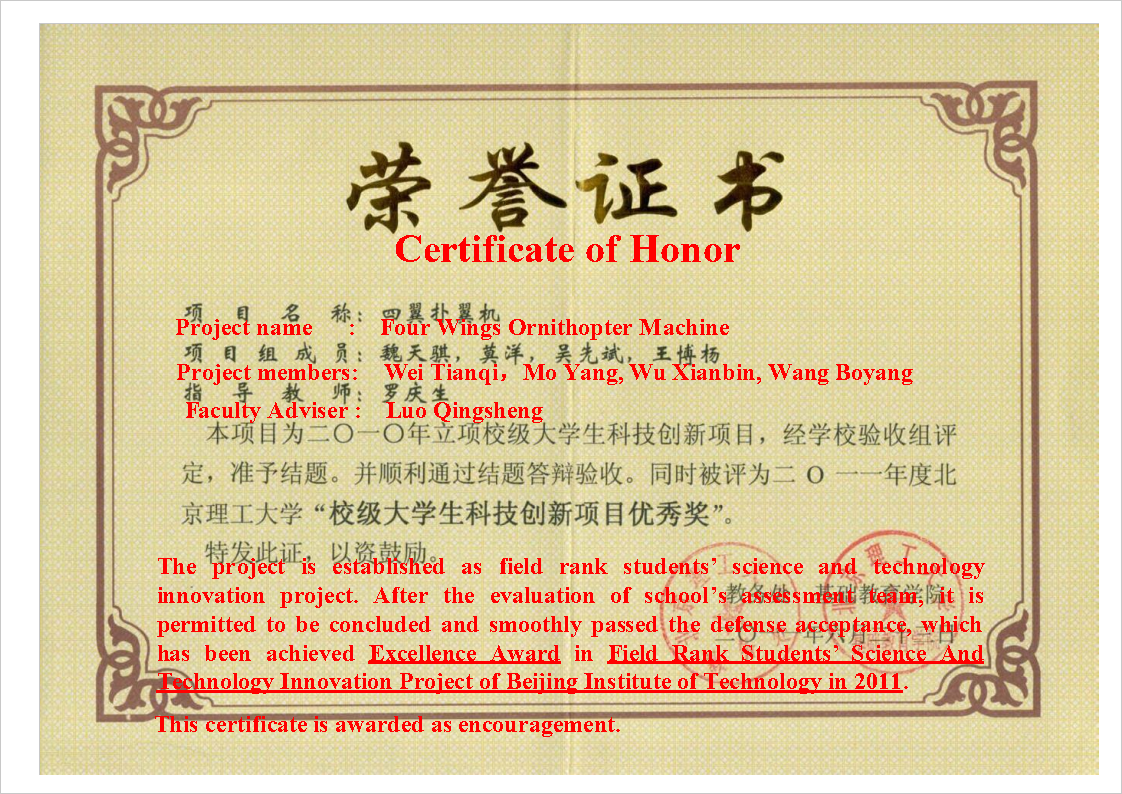 荣誉证书
Certificate of Honor
项目名称：四翼扑翼机
Project name : Four Wings Ornithopter Machine
项目组成员：魏天骐，莫洋，吴先斌，王博杨
Project members: Wei Tianqi，Mo Yang, Wu Xianbin, Wang Boyang
指导教师：罗庆生
Faculty Adviser : Luo Qingsheng
本项目为二〇一〇年立项校级大学生科技创新项目，经学校验收组评
定，准予结题。并顺利通过结题答辩验收。同时被评为二 O 一一年度北
京理工大学“校级大学生科技创新项目优秀奖”。
特发此证，以资鼓励。
The project is established as field rank students’ science and technology
教务处 基础教育学院
innovation project. After the evaluation of school’s assessment team, it is
permitted to be concluded and smoothly passed the defense acceptance, which
二〇一一年六月
has been achieved Excellence Award in Field Rank Students’ Science And
Technology Innovation Project of Beijing Institute of Technology in 2011.
This certificate is awarded as encouragement.